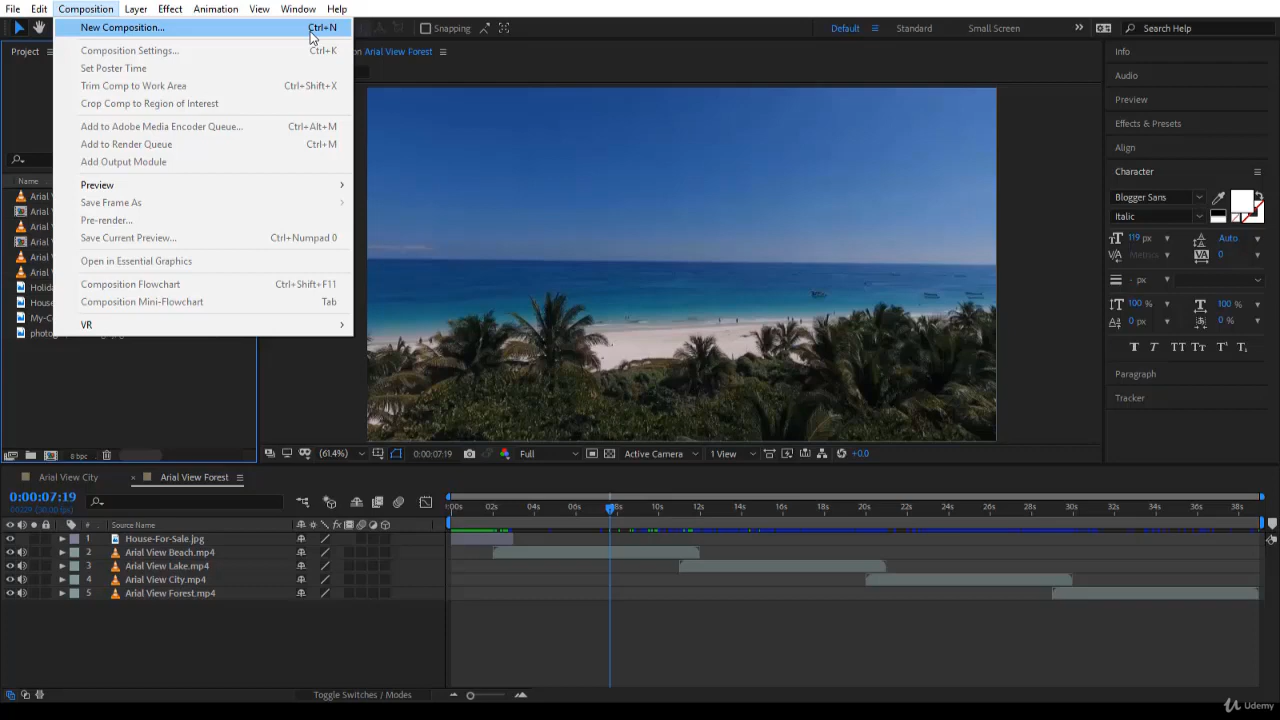 File Edit Composition Layer Effect Animation View Window Help
New Composition... Ctrl+N
Snapping
Default
Standard
Small Screen
Search Help
Project
Arial View Forest
Composition Settings... Ctrl+K
Set Poster Time
Trim Comp to Work Area Ctrl+Shift+X
Crop Comp to Region of Interest
Add to Adobe Media Encoder Queue... Ctrl+Alt+M
Add to Render Queue Ctrl+M
Add Output Module
Preview
Save Frame As
Pre-render...
Save Current Preview... Ctrl+Numpad 0
Open in Essential Graphics
Composition Flowchart Ctrl+Shift+F11
Composition Mini-Flowchart Tab
VR
Name
Arial
Arial
Arial
Arial
Arial
Arial
8 bpc
Info
Audio
Preview
Effects & Presets
Align
Character
Blogger Sans
Italic
119 px Auto
Metrics 0
- px
100 % 100 %
0 px 0 %
T T TT Tt T¹ T₁
Paragraph
Tracker
(61.4%) 0:00:07:19 Full Active Camera 1 View +0.0
Arial View City
Arial View Forest
0:00:07:19
00229 (30.00 fps)
02s 04s 06s 08s 10s 12s 14s 16s 18s 20s 22s 24s 26s 28s 30s 32s 34s 36s 38s
# Source Name
1 House-For-Sale.jpg
2 Arial View Beach.mp4
3 Arial View Lake.mp4
4 Arial View City.mp4
5 Arial View Forest.mp4
Toggle Switches / Modes
Udemy